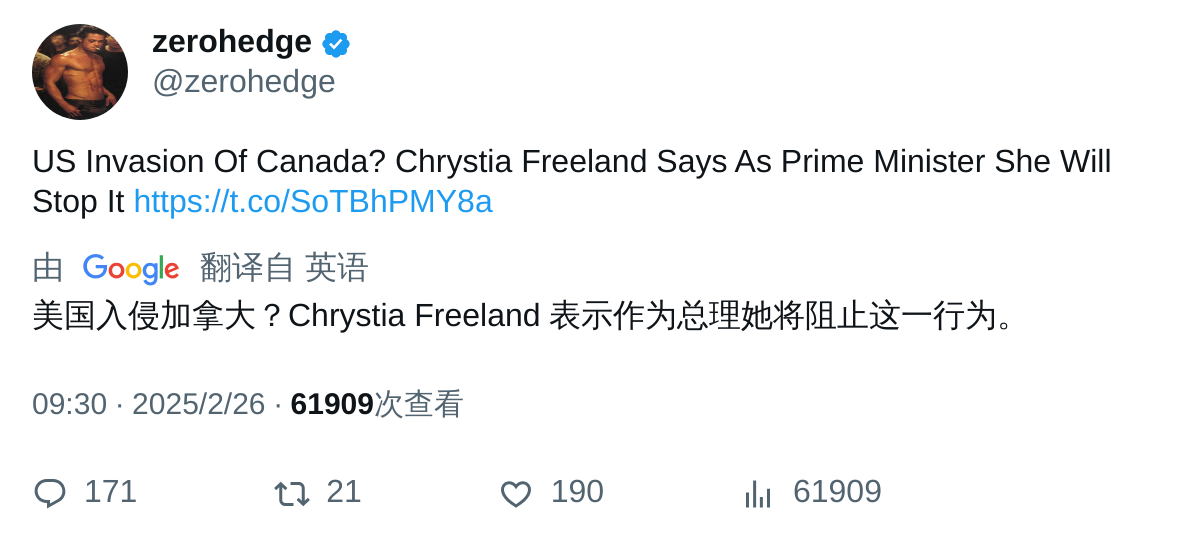 zerohedge
@zerohedge
US Invasion Of Canada? Chrystia Freeland Says As Prime Minister She Will
Stop It https://t.co/SoTBhPMY8a
由 Google 翻译自 英语
美国入侵加拿大？Chrystia Freeland 表示作为总理她将阻止这一行为。
09:30 · 2025/2/26 · 61909次查看
171 21 190 61909